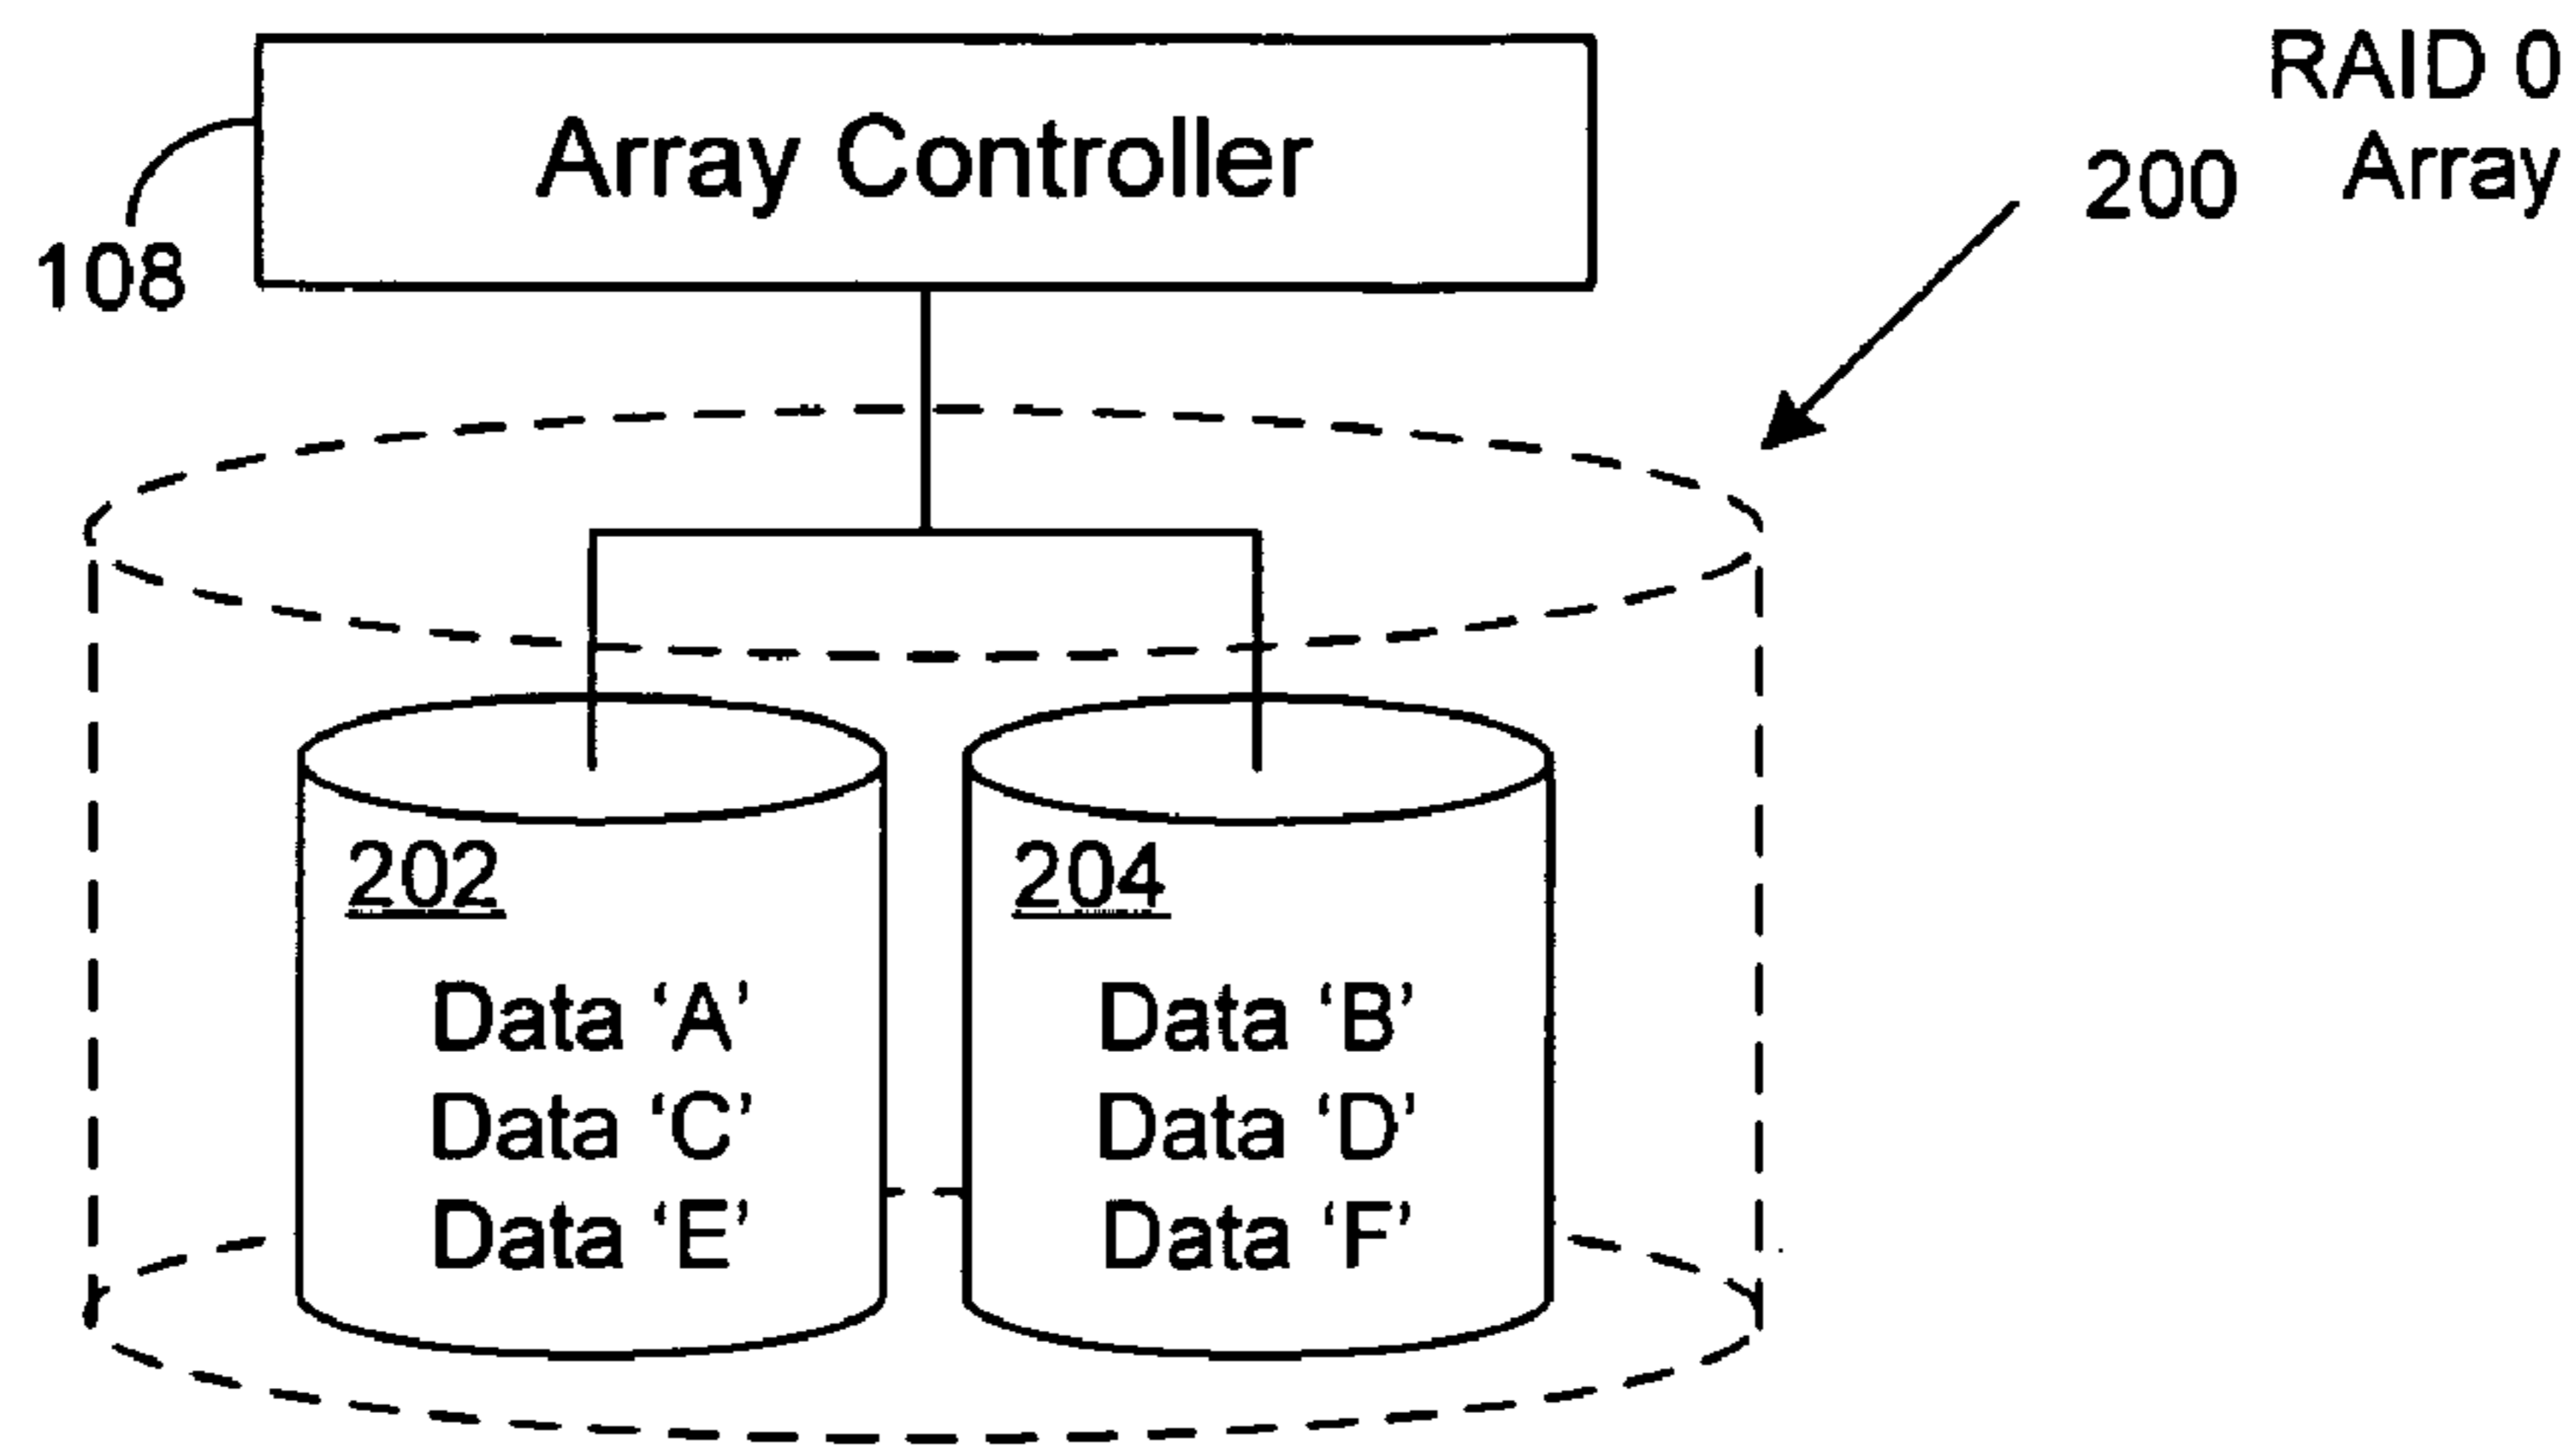 RAID 0
Array
200
Array Controller
108
202
204
Data ‘A’
Data ‘C’
Data ‘E’
Data ‘B’
Data ‘D’
Data ‘F’